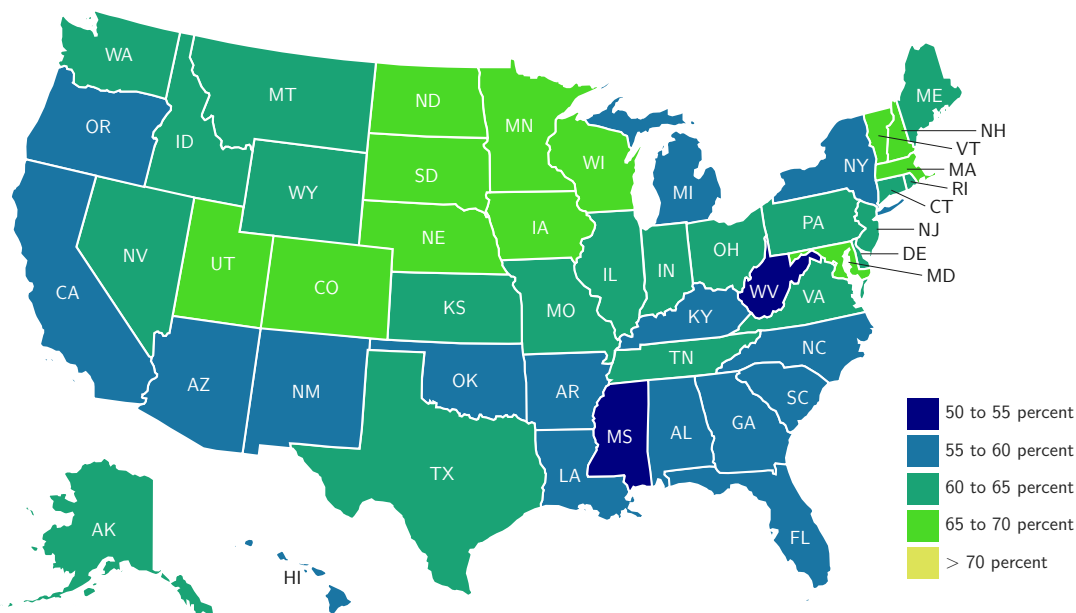 WA
MT
ND
MN
ME
OR
ID
WI
NH
VT
NY
MA
SD
WY
MI
RI
CT
PA
NE
IA
NJ
NV
UT
OH
DE
CO
IL
IN
MD
CA
WV
VA
KS
MO
KY
NC
TN
AZ
NM
OK
AR
SC
MS
AL
GA
50 to 55 percent
55 to 60 percent
TX
LA
60 to 65 percent
AK
65 to 70 percent
FL
HI
> 70 percent